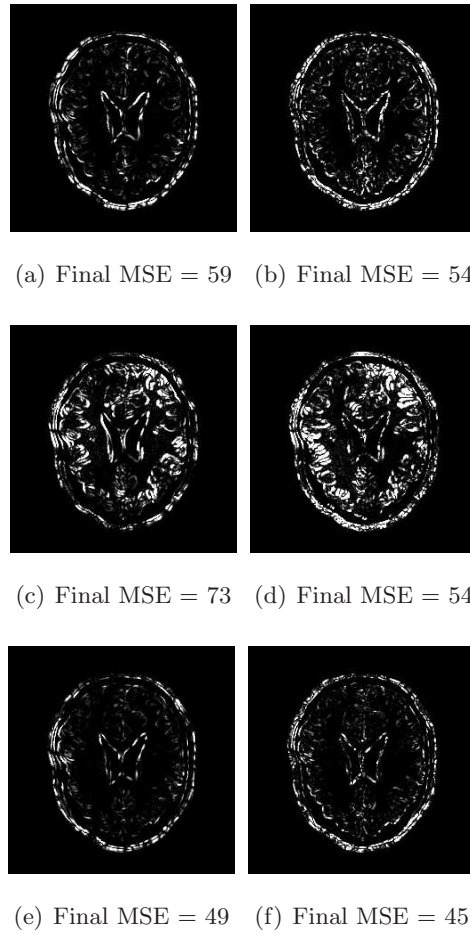 (a) Final MSE = 59 (b) Final MSE = 54
(c) Final MSE = 73 (d) Final MSE = 54
(e) Final MSE = 49 (f) Final MSE = 45